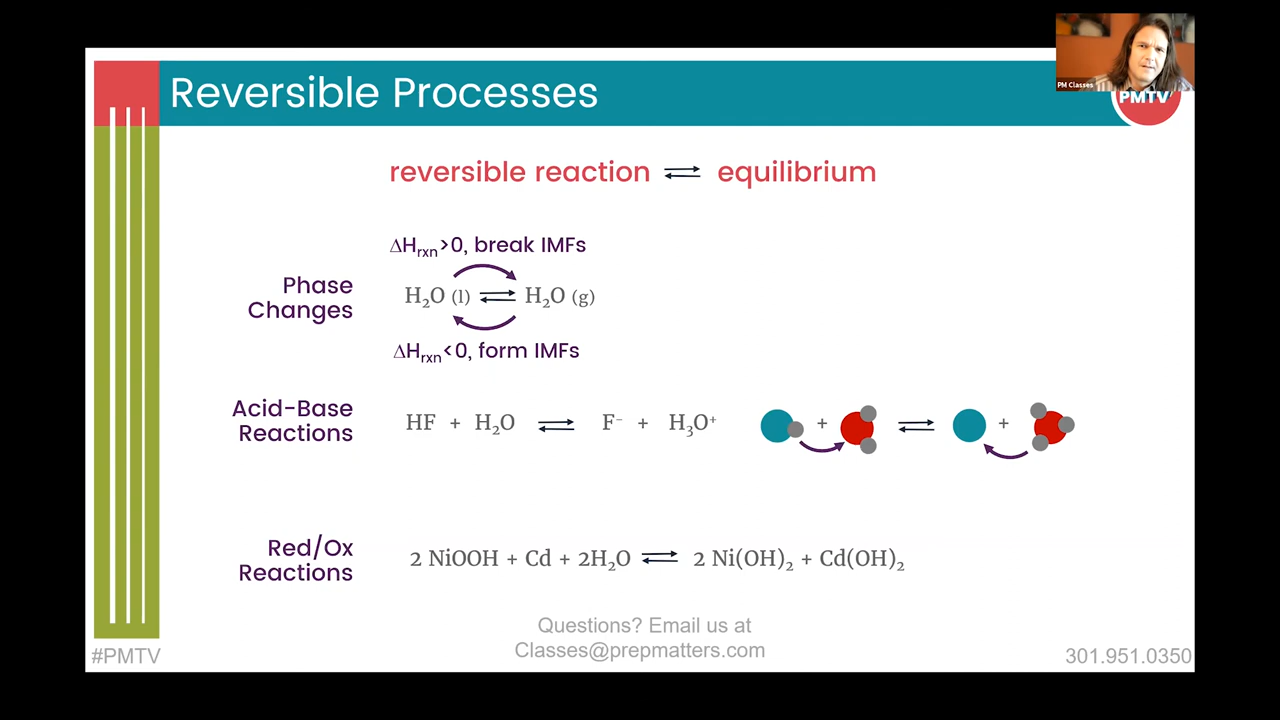 Reversible Processes
PM Classes
PMTV
reversible reaction ⇌ equilibrium
∆Hrxn>0, break IMFs
Phase
Changes
H₂O (l) ⇌ H₂O (g)
∆Hrxn<0, form IMFs
Acid-Base
Reactions
HF + H₂O ⇌ F⁻ + H₃O⁺
+ ⇌ +
Red/Ox
Reactions
2 NiOOH + Cd + 2H₂O ⇌ 2 Ni(OH)₂ + Cd(OH)₂
Questions? Email us at
Classes@prepmatters.com
#PMTV
301.951.0350